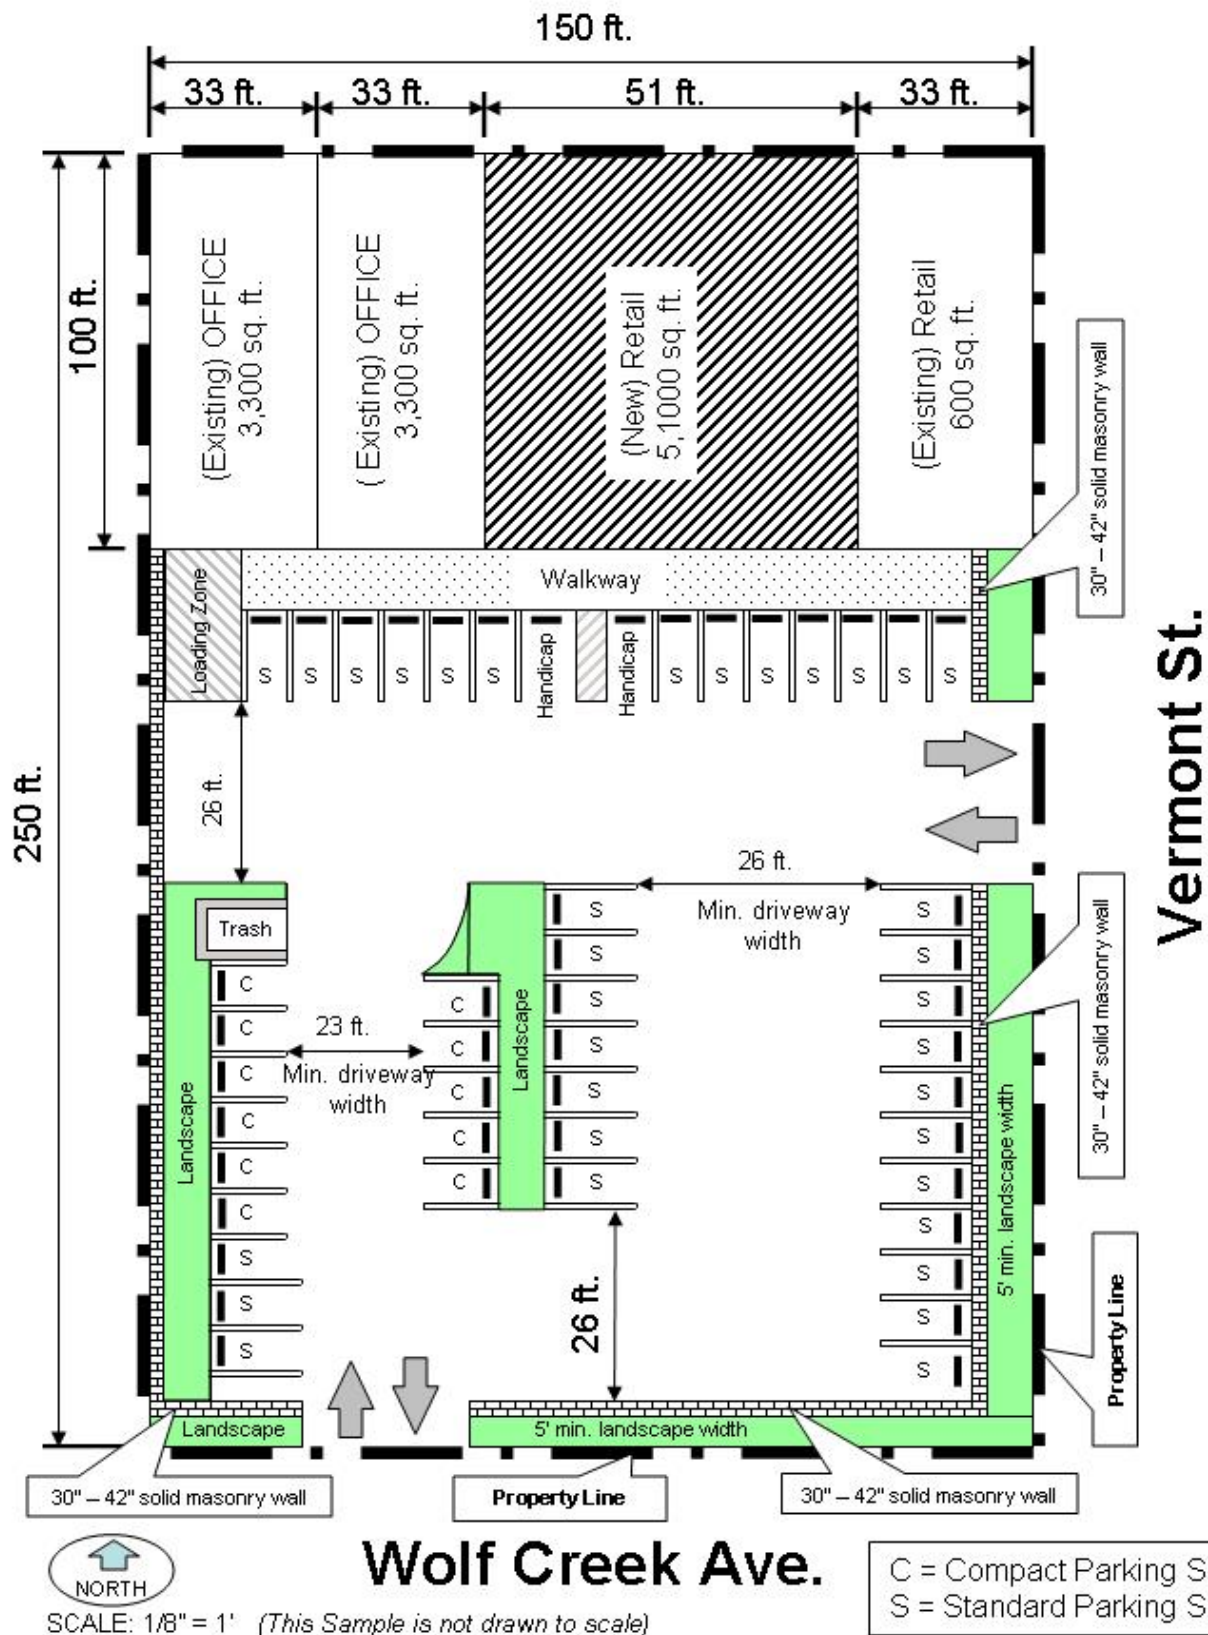 150 ft.
33 ft.
33 ft.
51 ft.
33 ft.
100 ft.
250 ft.
(Existing) OFFICE
3,300 sq. ft.
( Existing) OFFICE
3,300 sq. ft.
(New) Retail
5,1000 sq. ft.
(Existing) Retail
600 sq. ft.
30" – 42" solid masonry wall
Loading Zone
Walkway
S
S
S
S
S
S
Handicap
Handicap
S
S
S
S
S
S
S
Vermont St.
26 ft.
26 ft.
Min. driveway
width
Trash
Landscape
C
C
C
C
C
C
S
S
S
23 ft.
Min. driveway
width
C
C
C
C
C
Landscape
S
S
S
S
S
S
S
26 ft.
S
S
S
S
S
S
S
S
S
S
S
5' min. landscape width
30" – 42" solid masonry wall
Property Line
Landscape
5' min. landscape width
30" – 42" solid masonry wall
Property Line
30" – 42" solid masonry wall
NORTH
Wolf Creek Ave.
C = Compact Parking S
S = Standard Parking S
SCALE: 1/8" = 1' (This Sample is not drawn to scale)